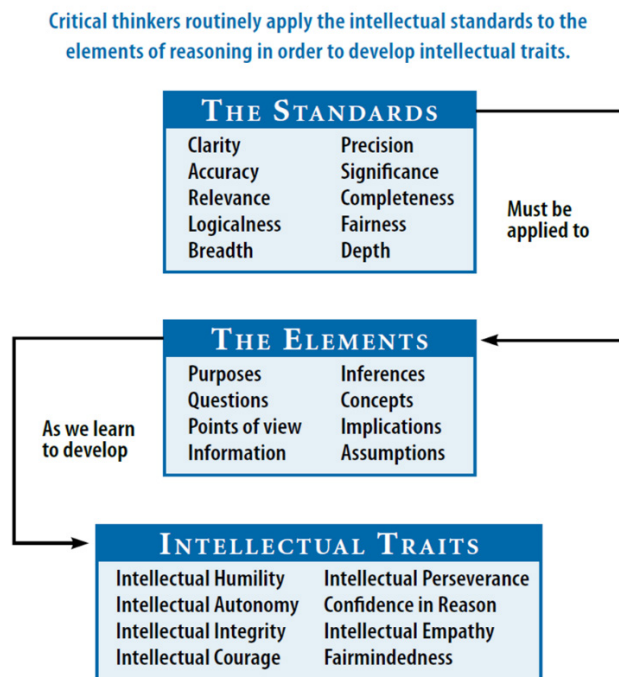 Critical thinkers routinely apply the intellectual standards to the
elements of reasoning in order to develop intellectual traits.
THE STANDARDS
Clarity Precision
Accuracy Significance
Relevance Completeness
Logicalness Fairness
Breadth Depth
Must be
applied to
THE ELEMENTS
Purposes Inferences
Questions Concepts
Points of view Implications
Information Assumptions
As we learn
to develop
INTELLECTUAL TRAITS
Intellectual Humility Intellectual Perseverance
Intellectual Autonomy Confidence in Reason
Intellectual Integrity Intellectual Empathy
Intellectual Courage Fairmindedness